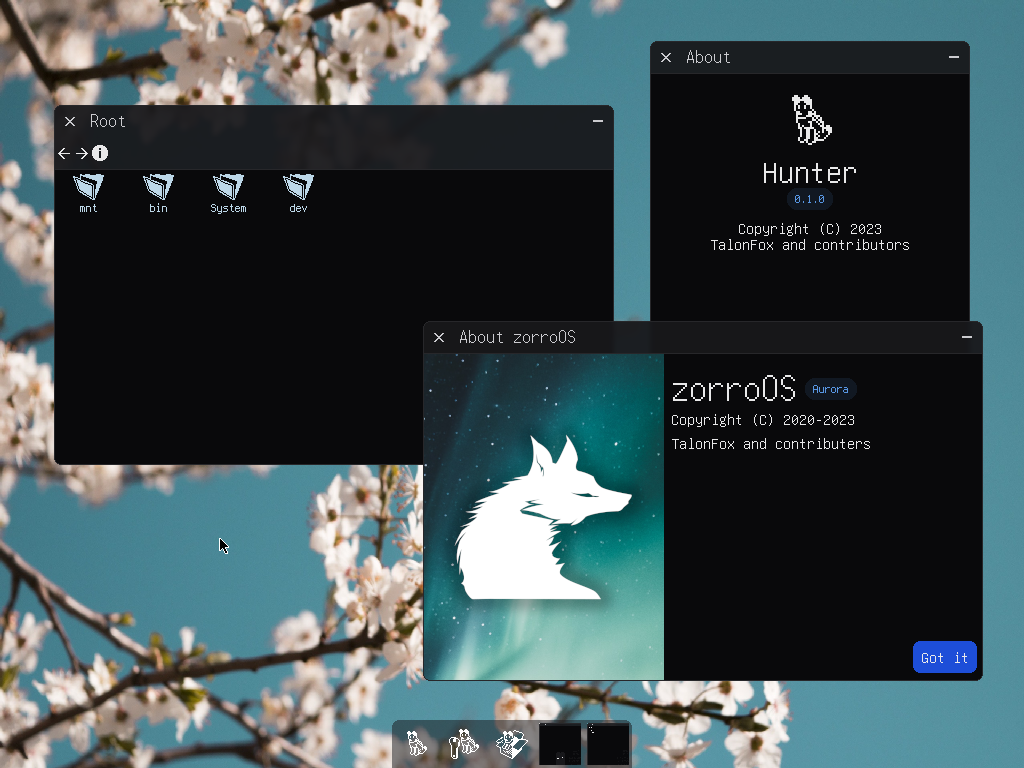 Root
mnt
bin
System
dev
About
Hunter
0.1.0
Copyright (C) 2023
TalonFox and contributors
About zorroOS
zorroOS Aurora
Copyright (C) 2020-2023
TalonFox and contributers
Got it